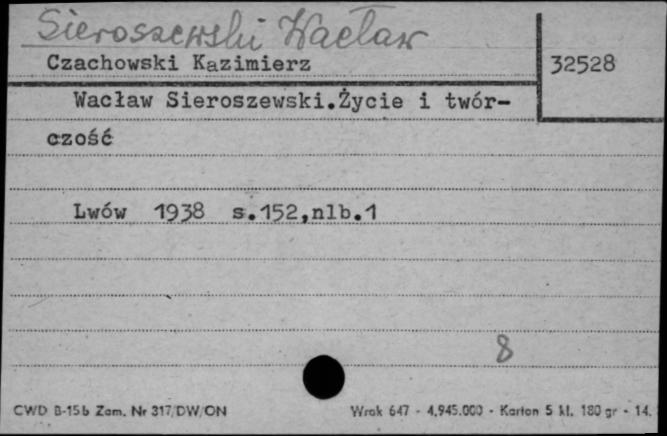 Sieroszewski Wacław
Czachowski Kazimierz
32528
Wacław Sieroszewski.Życie i twór-
czość
Lwów 1938 s.152,nlb.1
8
CWD B-15b Zam. Nr 317/DW/ON
Wrok 647 - 4.945.000 - Karton 5 kl. 180 gr - 14.